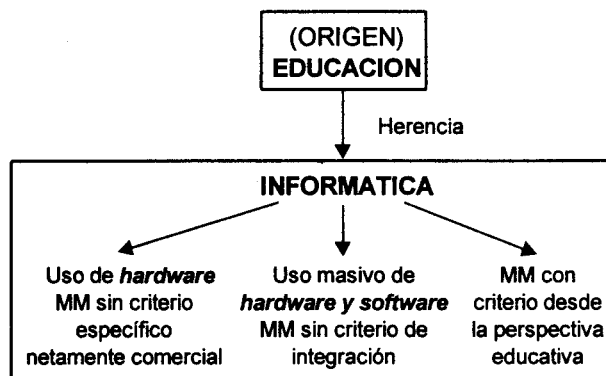 (ORIGEN)
EDUCACION
Herencia
INFORMATICA
Uso de hardware
MM sin criterio
específico
netamente comercial
Uso masivo de
hardware y software
MM sin criterio de
integración
MM con
criterio desde
la perspectiva
educativa